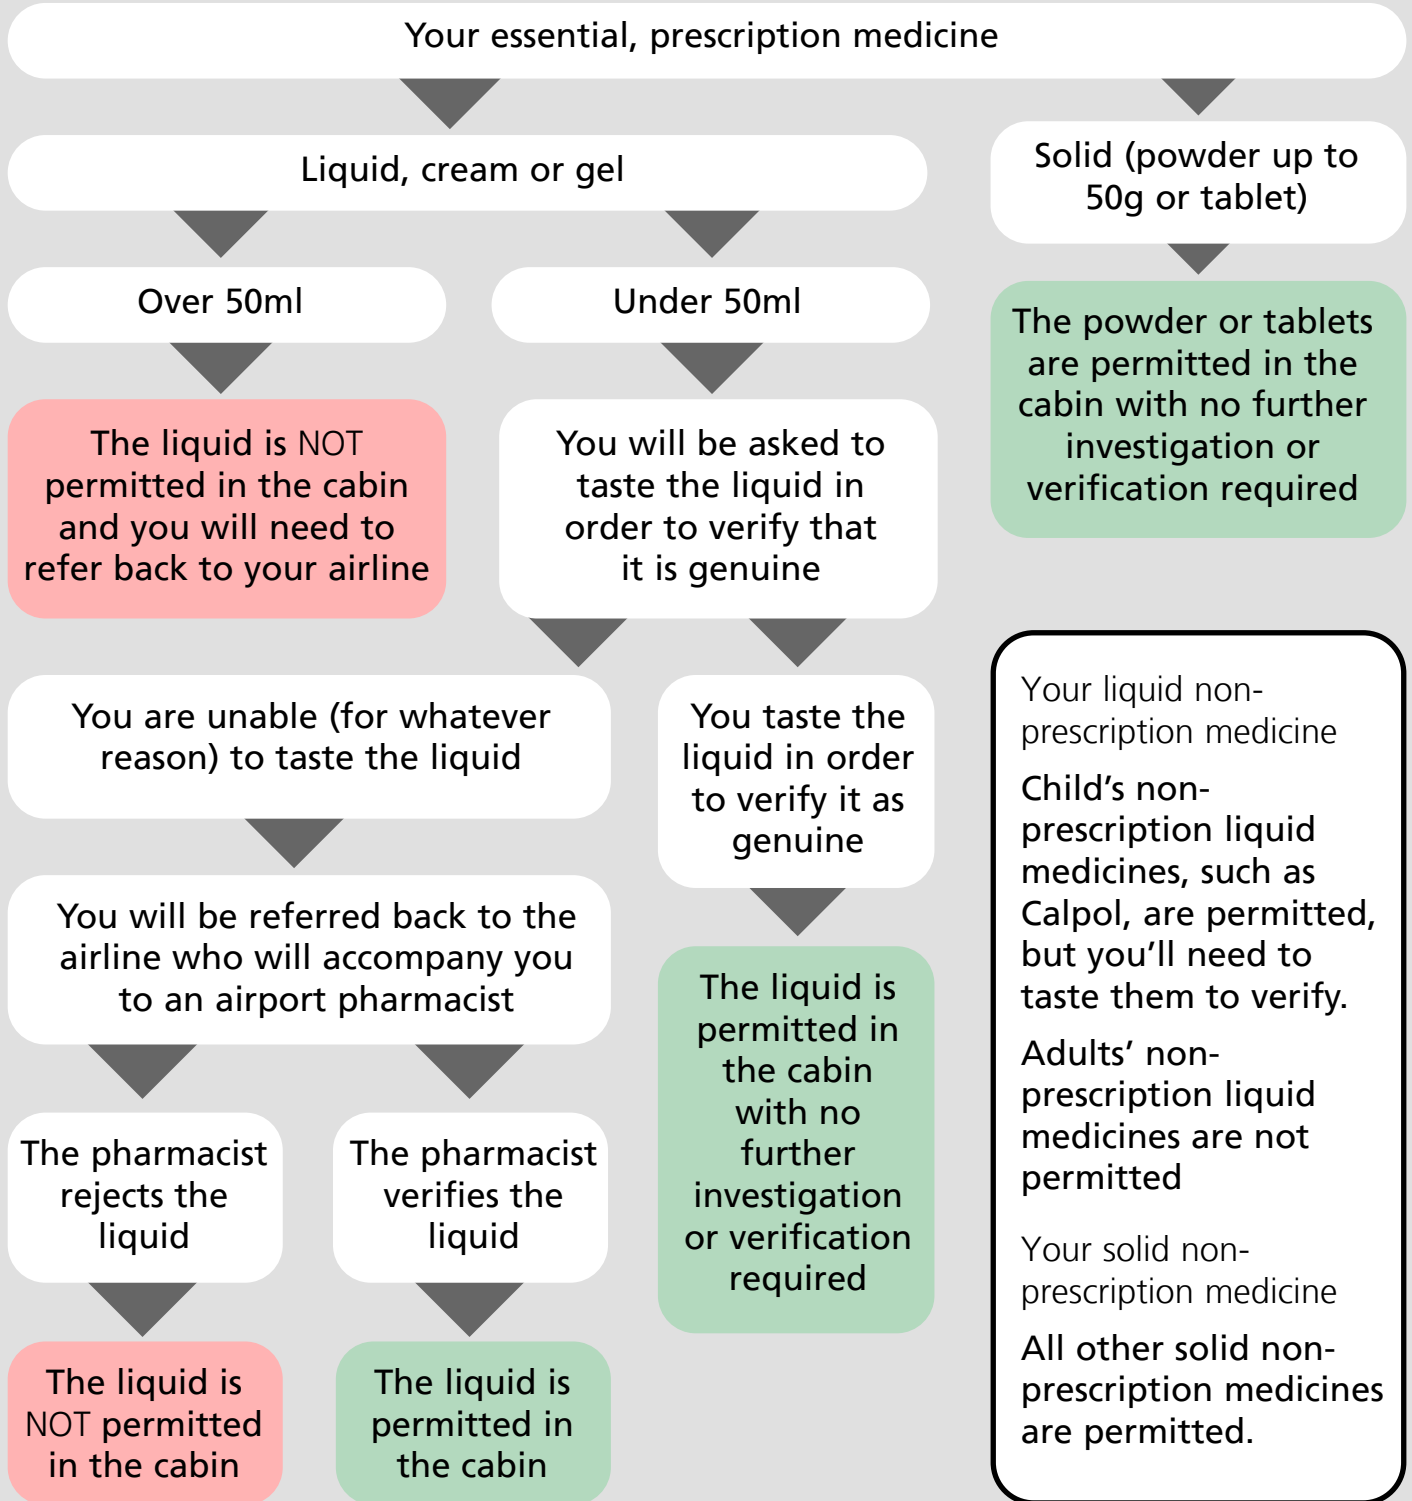 Your essential, prescription medicine
Liquid, cream or gel
Solid (powder up to
50g or tablet)
Over 50ml
Under 50ml
The powder or tablets
are permitted in the
cabin with no further
investigation or
verification required
The liquid is NOT
permitted in the cabin
and you will need to
refer back to your airline
You will be asked to
taste the liquid in
order to verify that
it is genuine
You are unable (for whatever
reason) to taste the liquid
You taste the
liquid in order
to verify it as
genuine
You will be referred back to the
airline who will accompany you
to an airport pharmacist
The liquid is
permitted in
the cabin
with no
further
investigation
or verification
required
The pharmacist
rejects the
liquid
The pharmacist
verifies the
liquid
The liquid is
NOT permitted
in the cabin
The liquid is
permitted in
the cabin
Your liquid non-
prescription medicine
Child’s non-
prescription liquid
medicines, such as
Calpol, are permitted,
but you’ll need to
taste them to verify.
Adults’ non-
prescription liquid
medicines are not
permitted
Your solid non-
prescription medicine
All other solid non-
prescription medicines
are permitted.